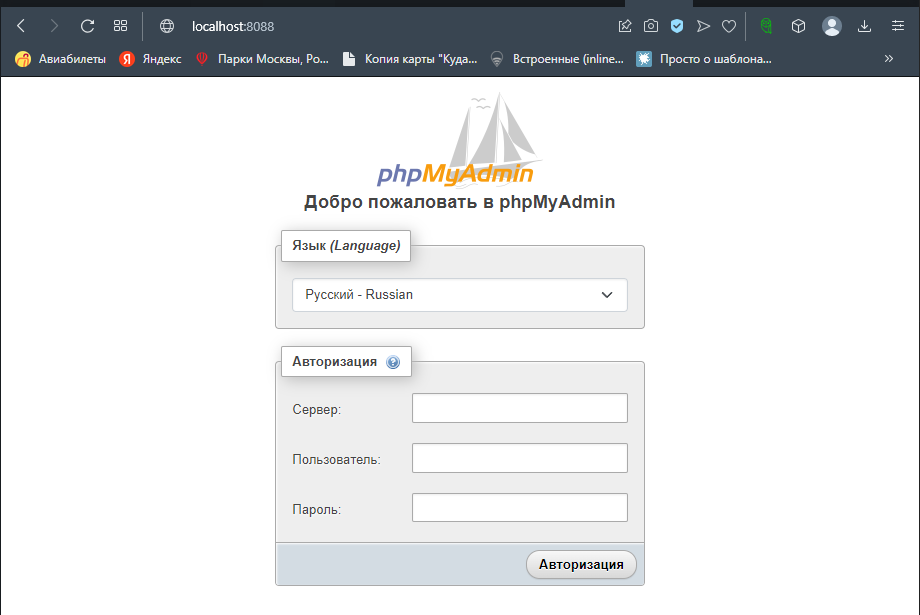 localhost:8088
Авиабилеты Яндекс Парки Москвы, Ро... Копия карты "Куда... Встроенные (inline... Просто о шаблона... »
phpMyAdmin
Добро пожаловать в phpMyAdmin
Язык (Language)
Русский - Russian
Авторизация
Сервер:
Пользователь:
Пароль:
Авторизация